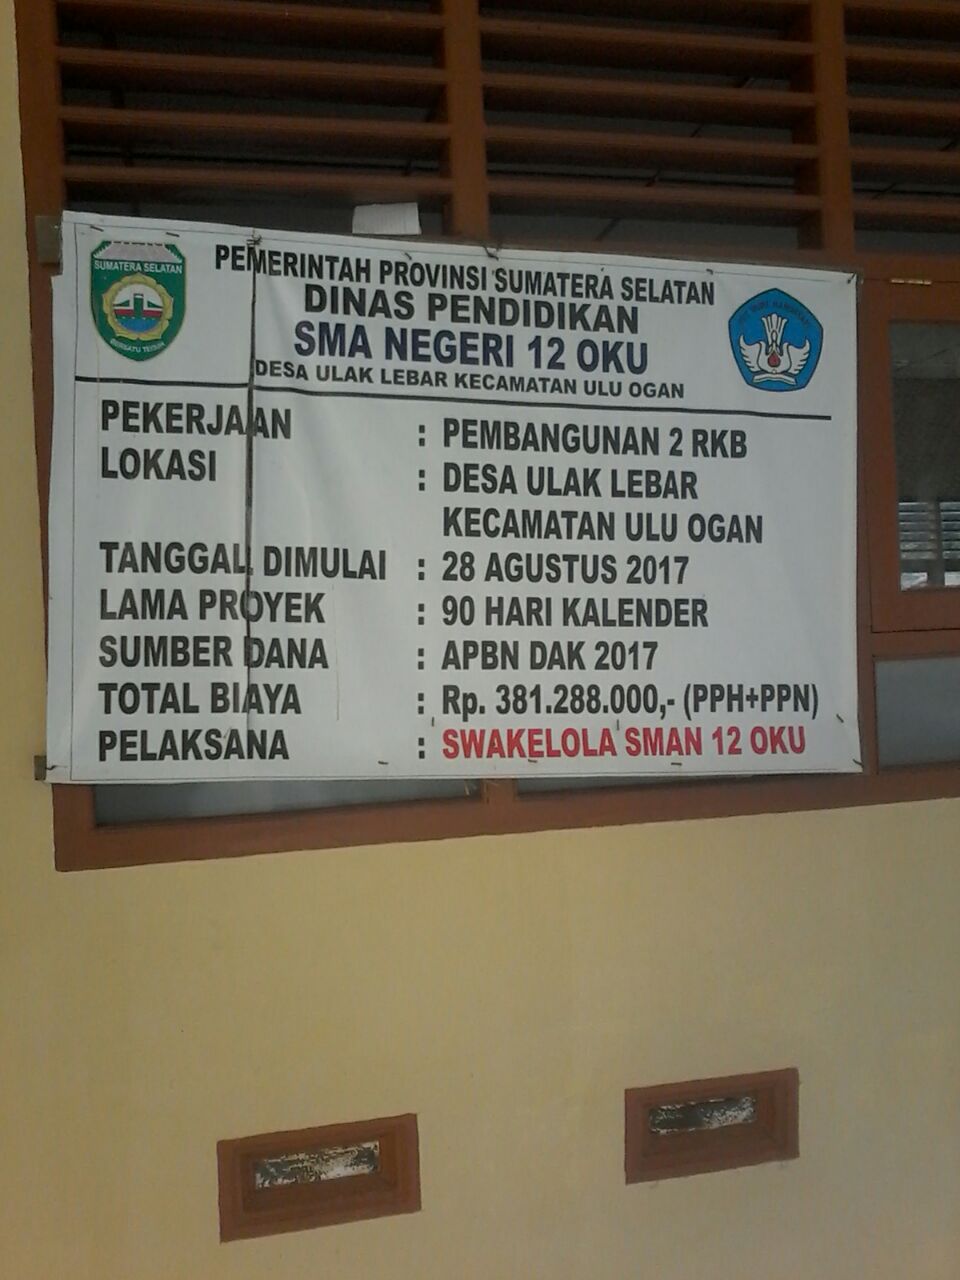 SUMATERA SELATAN
BERSATU TEGUH
PEMERINTAH PROVINSI SUMATERA SELATAN
DINAS PENDIDIKAN
SMA NEGERI 12 OKU
DESA ULAK LEBAR KECAMATAN ULU OGAN
PEKERJAAN : PEMBANGUNAN 2 RKB
LOKASI : DESA ULAK LEBAR
KECAMATAN ULU OGAN
TANGGAL DIMULAI : 28 AGUSTUS 2017
LAMA PROYEK : 90 HARI KALENDER
SUMBER DANA : APBN DAK 2017
TOTAL BIAYA : Rp. 381.288.000,- (PPH+PPN)
PELAKSANA : SWAKELOLA SMAN 12 OKU